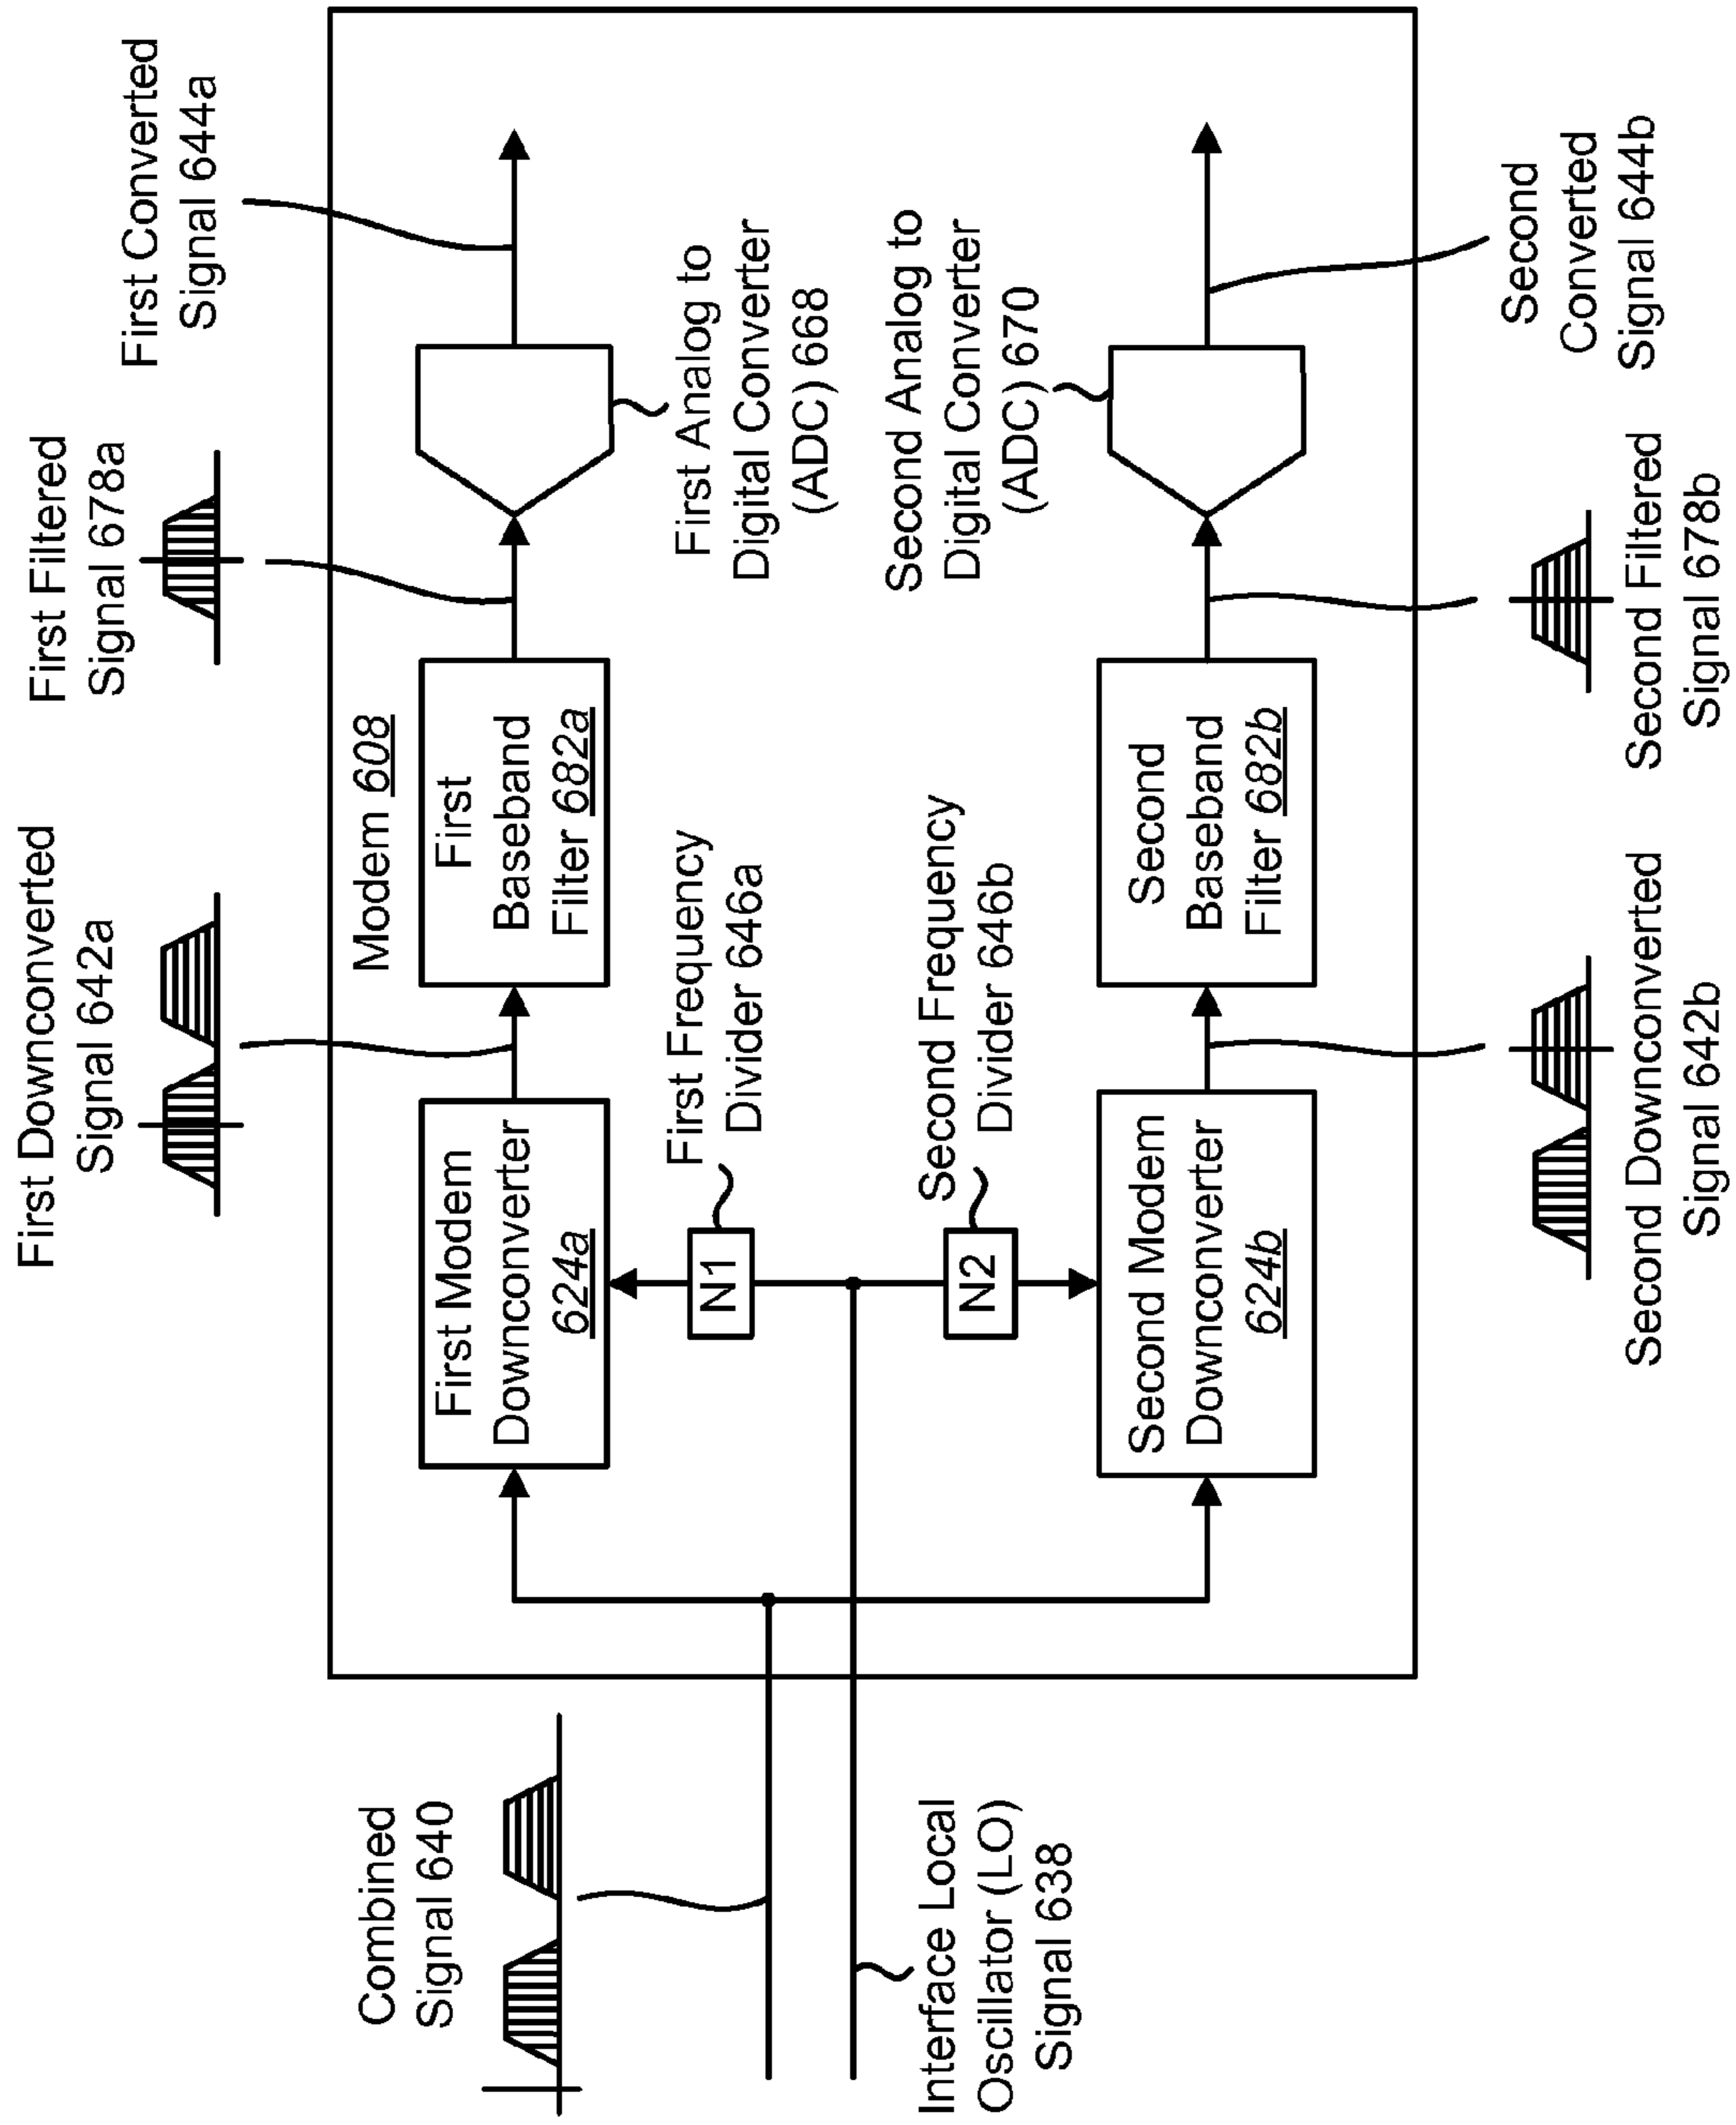 First Downconverted
Signal 642a
First Filtered
Signal 678a
First Converted
Signal 644a
Combined
Signal 640
Modem 608
First Modem
Downconverter
624a
First
Baseband
Filter 682a
First Analog to
Digital Converter
(ADC) 668
First Frequency
Divider 646a
N1
Interface Local
Oscillator (LO)
Signal 638
Second Frequency
Divider 646b
N2
Second Analog to
Digital Converter
(ADC) 670
Second Modem
Downconverter
624b
Second
Baseband
Filter 682b
Second Downconverted
Signal 642b
Second Filtered
Signal 678b
Second
Converted
Signal 644b